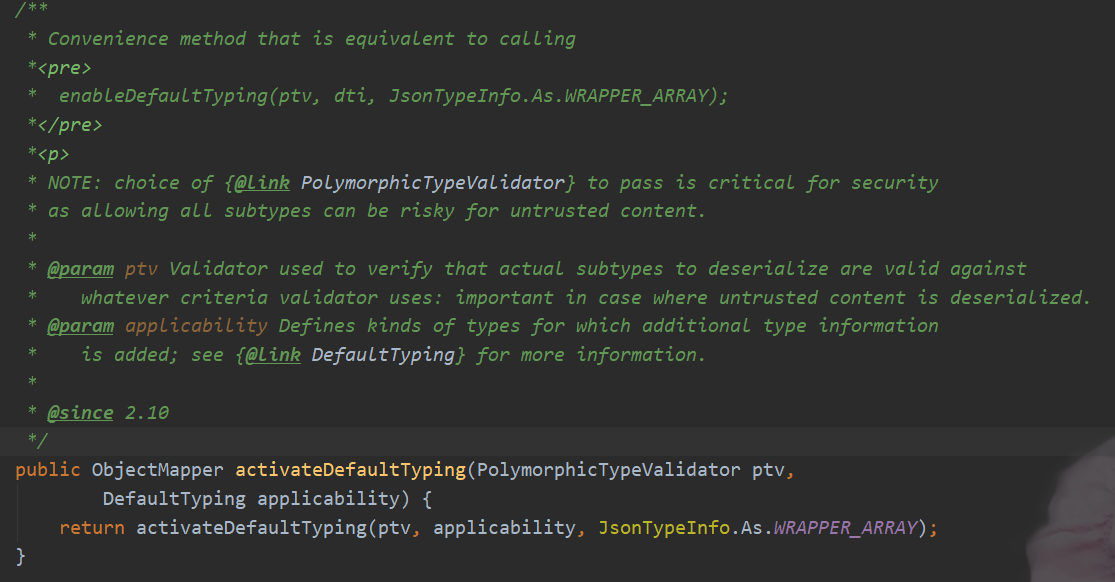 /**
 * Convenience method that is equivalent to calling
 *<pre>
 *  enableDefaultTyping(ptv, dti, JsonTypeInfo.As.WRAPPER_ARRAY);
 *</pre>
 *<p>
 * NOTE: choice of {@link PolymorphicTypeValidator} to pass is critical for security
 * as allowing all subtypes can be risky for untrusted content.
 *
 * @param ptv Validator used to verify that actual subtypes to deserialize are valid against
 *    whatever criteria validator uses: important in case where untrusted content is deserialized.
 * @param applicability Defines kinds of types for which additional type information
 *    is added; see {@link DefaultTyping} for more information.
 *
 * @since 2.10
 */
public ObjectMapper activateDefaultTyping(PolymorphicTypeValidator ptv,
        DefaultTyping applicability) {
    return activateDefaultTyping(ptv, applicability, JsonTypeInfo.As.WRAPPER_ARRAY);
}